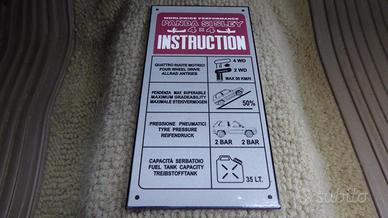 WORLDWIDE PERFORMANCE
PANDA SISLEY
4x4
INSTRUCTION
QUATTRO RUOTE MOTRICI
FOUR WHEEL DRIVE
ALLRAD ANTRIEB
4 WD
2 WD
MAX 50 KM/H
PENDENZA MAX SUPERABILE
MAXIMUM GRADEABILITY
MAXIMALE STEIGVERMOGEN
50%
PRESSIONE PNEUMATICI
TYRE PRESSURE
REIFENDRUCK
2 BAR 2 BAR
CAPACITÀ SERBATOIO
FUEL TANK CAPACITY
TREIBSTOFFTANK
35 LT.
subito